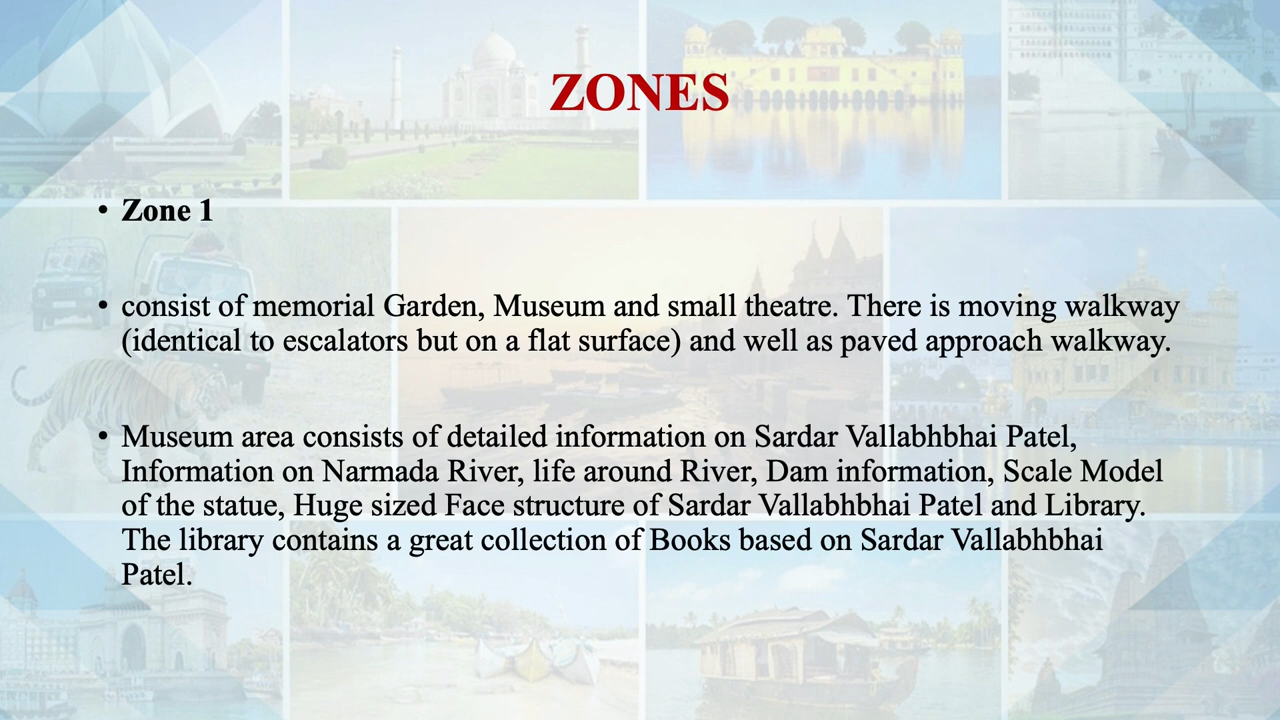 ZONES
• Zone 1
• consist of memorial Garden, Museum and small theatre. There is moving walkway
(identical to escalators but on a flat surface) and well as paved approach walkway.
• Museum area consists of detailed information on Sardar Vallabhbhai Patel,
Information on Narmada River, life around River, Dam information, Scale Model
of the statue, Huge sized Face structure of Sardar Vallabhbhai Patel and Library.
The library contains a great collection of Books based on Sardar Vallabhbhai
Patel.